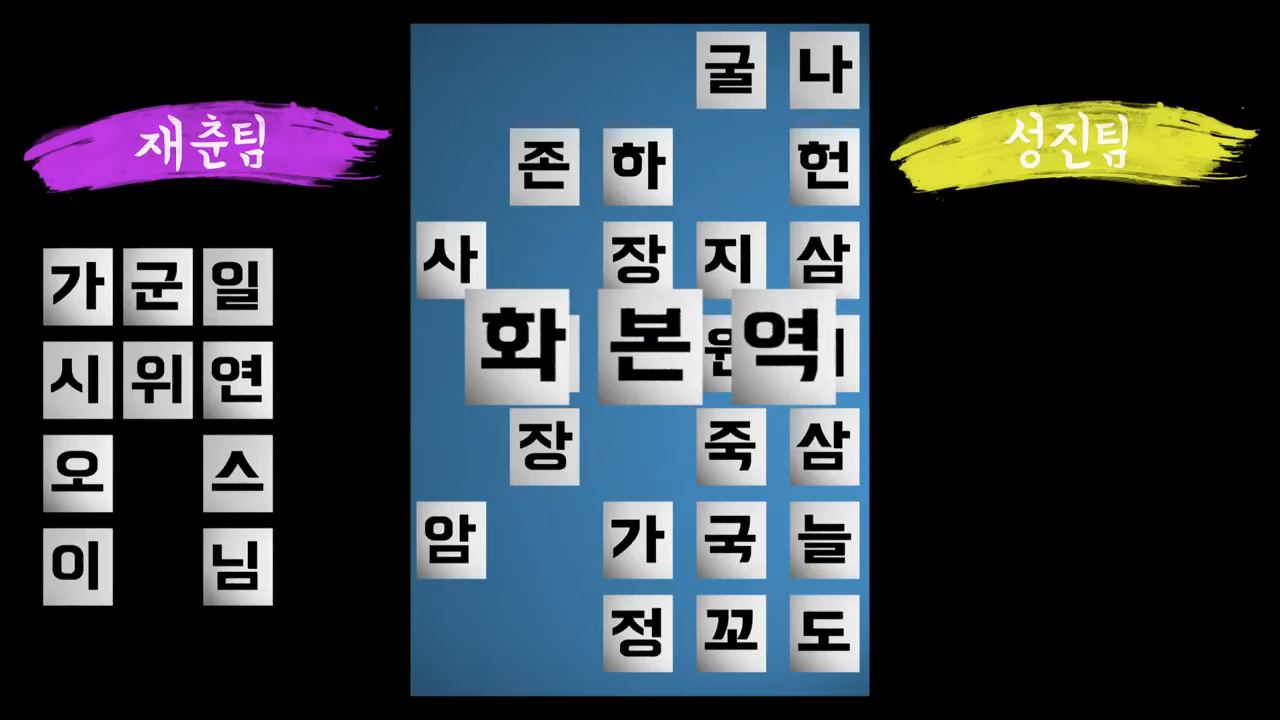 재춘팀
성진팀
가 군 일
시 위 연
오 스
이 님
굴 나
존 하 헌
사 장 지 삼
화 본 역
장 죽 삼
암 가 국 늘
정 꼬 도